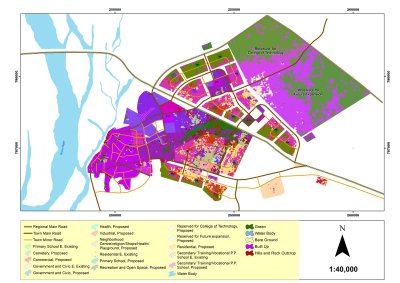 Reserved for
College of Technology
Reserved for
Future Expansion
Regional Main Road
Town Main Road
Town Minor Road
Primary School E, Existing
Cemetery, Proposed
Commercial, Proposed
Government and Civic E, Existing
Government and Civic, Proposed
Health, Proposed
Industrial, Proposed
Neighborhood
Playground, Proposed
Residential E, Existing
Primary School, Proposed
Recreation and Open Space, Proposed
Reserved for College of Technology,
Proposed
Reserved for Future expansion,
Proposed
Residential, Proposed
Secondary Training/Vocational P.P.
School E, Existing
Secondary Training/Vocational P.P.
School, Proposed
Water Body
Green
Water Body
Bare Ground
Built Up
Hills and Rock Outcrop
N
1:40,000